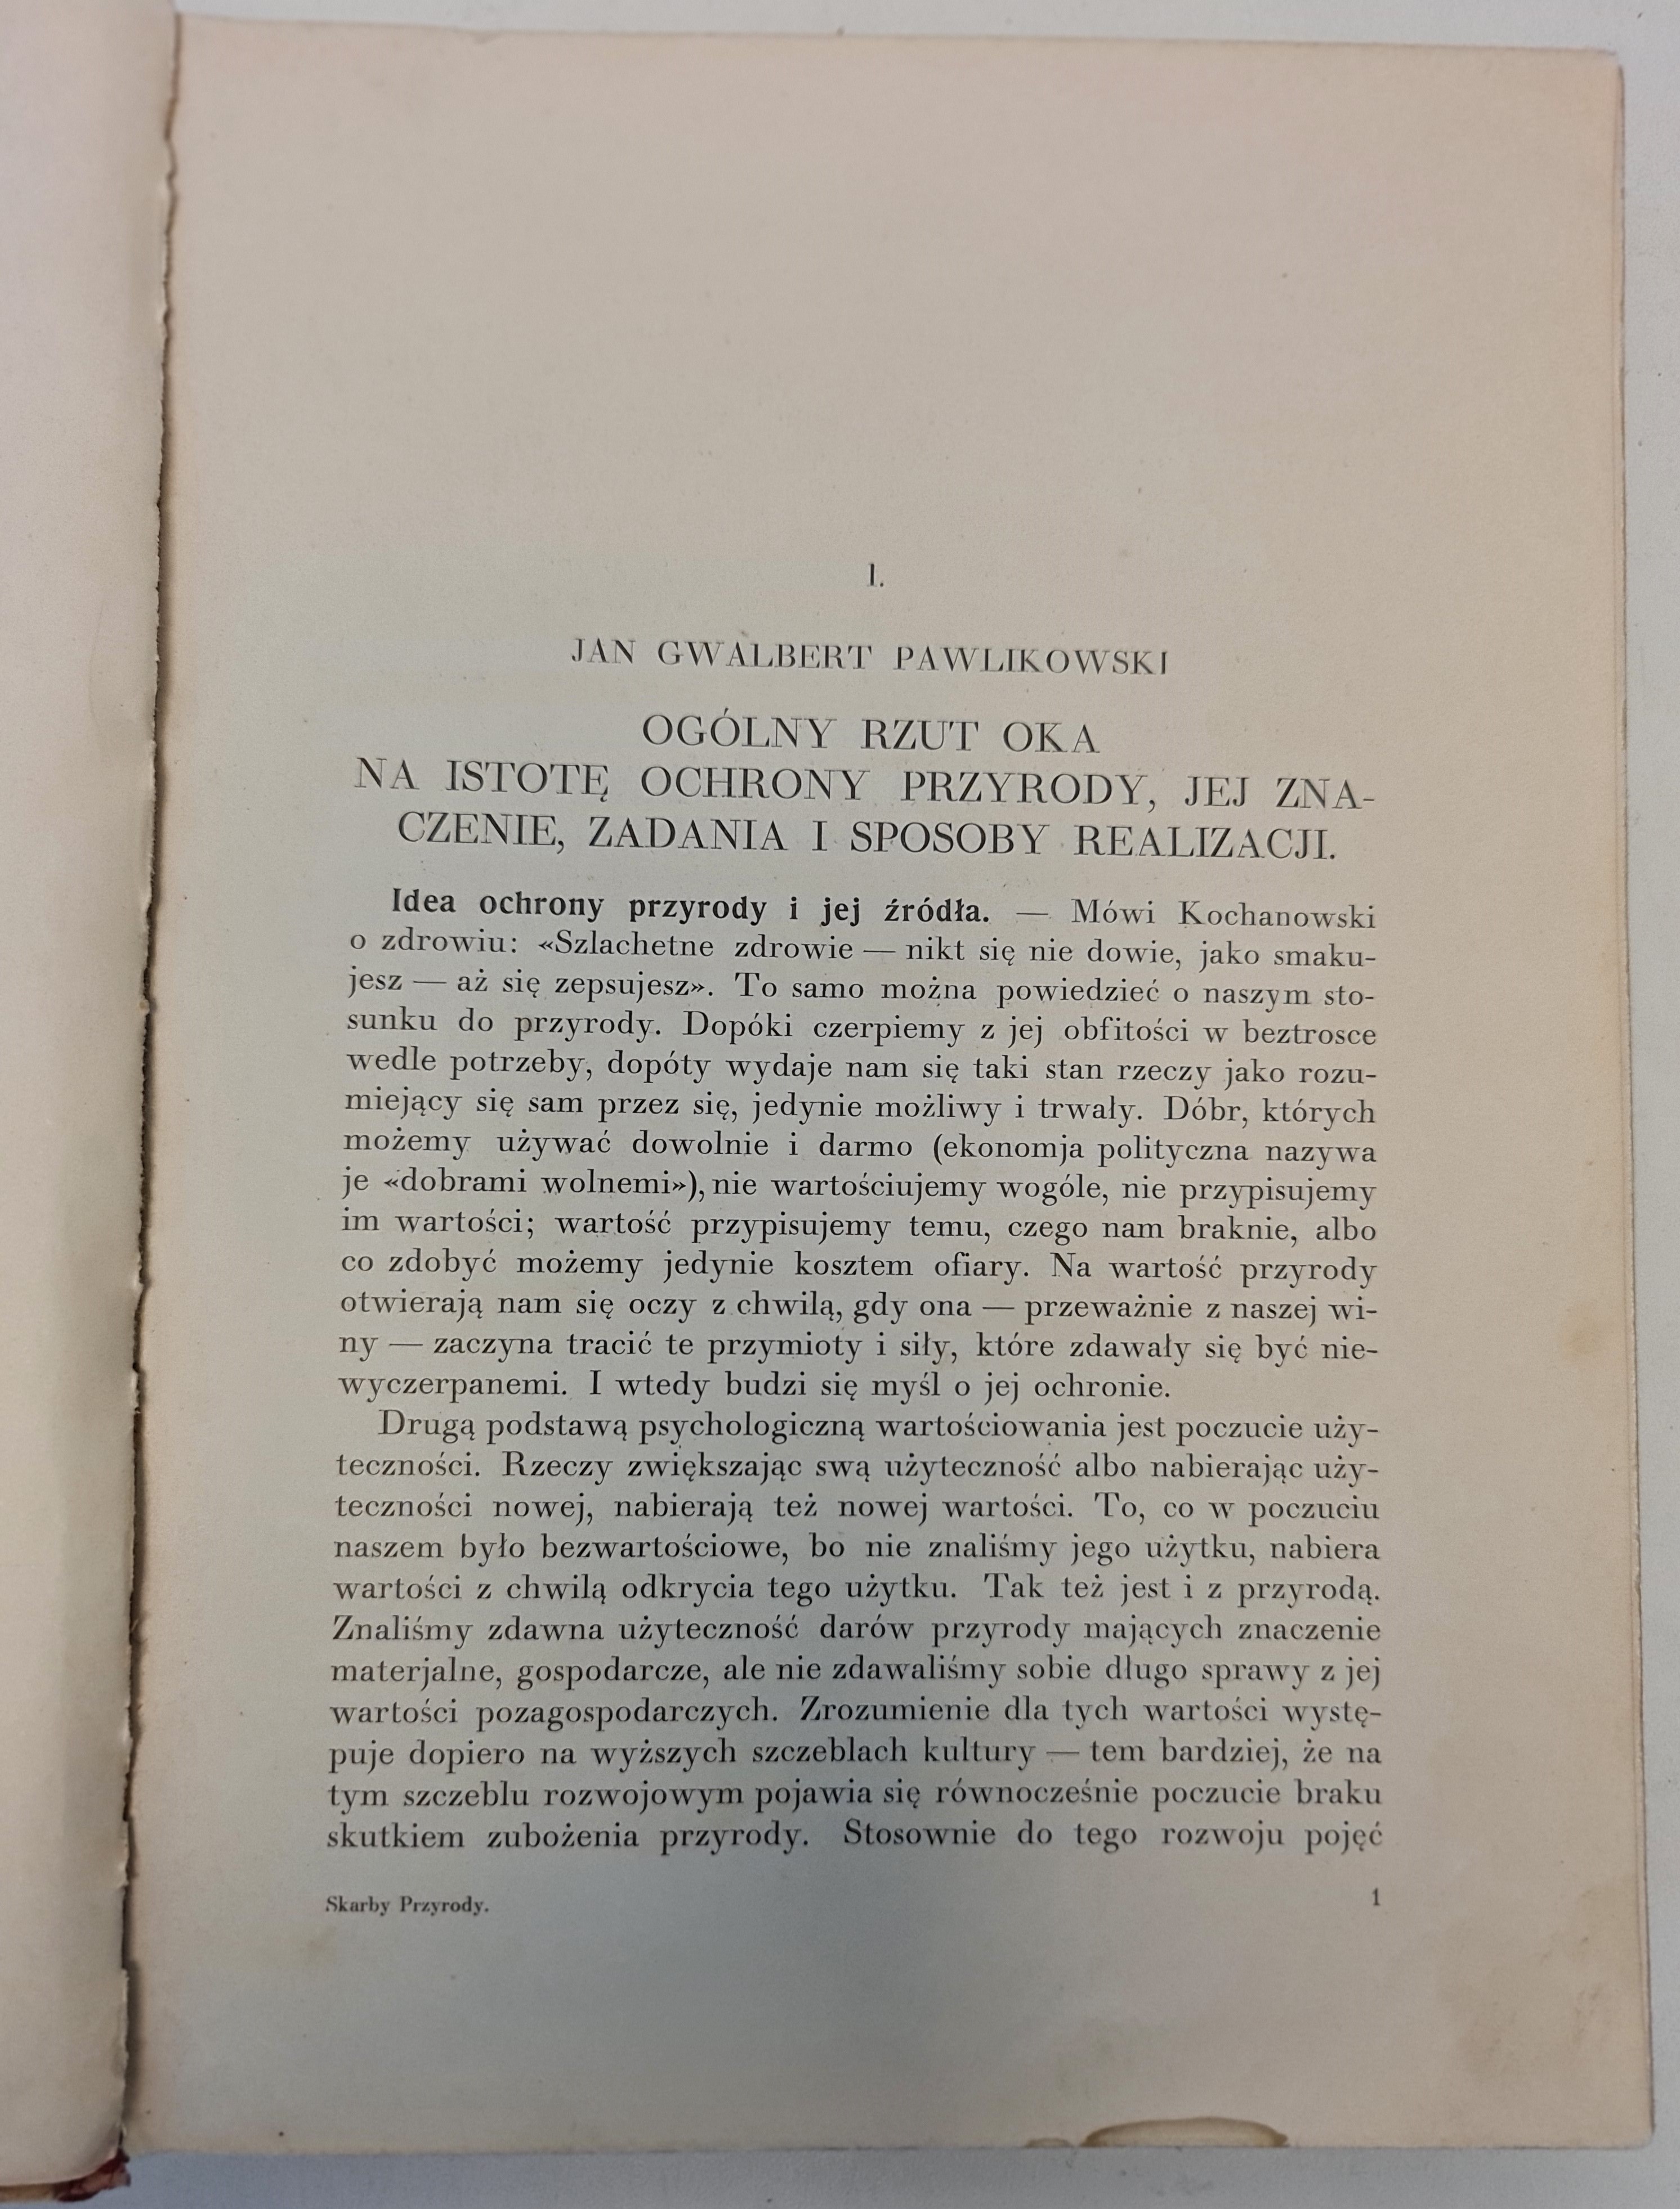 I.
JAN GWALBERT PAWLIKOWSKI
OGÓLNY RZUT OKA
NA ISTOTĘ OCHRONY PRZYRODY, JEJ ZNA-
CZENIE, ZADANIA I SPOSOBY REALIZACJI.
Idea ochrony przyrody i jej źródła. — Mówi Kochanowski
o zdrowiu: «Szlachetne zdrowie — nikt się nie dowie, jako smaku-
jesz — aż się zepsujesz». To samo można powiedzieć o naszym sto-
sunku do przyrody. Dopóki czerpiemy z jej obfitości w beztrosce
wedle potrzeby, dopóty wydaje nam się taki stan rzeczy jako rozu-
miejący się sam przez się, jedynie możliwy i trwały. Dóbr, których
możemy używać dowolnie i darmo (ekonomja polityczna nazywa
je «dobrami wolnemi»), nie wartościujemy wogóle, nie przypisujemy
im wartości; wartość przypisujemy temu, czego nam braknie, albo
co zdobyć możemy jedynie kosztem ofiary. Na wartość przyrody
otwierają nam się oczy z chwilą, gdy ona — przeważnie z naszej wi-
ny — zaczyna tracić te przymioty i siły, które zdawały się być nie-
wyczerpanemi. I wtedy budzi się myśl o jej ochronie.
Drugą podstawą psychologiczną wartościowania jest poczucie uży-
teczności. Rzeczy zwiększając swą użyteczność albo nabierając uży-
teczności nowej, nabierają też nowej wartości. To, co w poczuciu
naszem było bezwartościowe, bo nie znaliśmy jego użytku, nabiera
wartości z chwilą odkrycia tego użytku. Tak też jest i z przyrodą.
Znaliśmy zdawna użyteczność darów przyrody mających znaczenie
materjalne, gospodarcze, ale nie zdawaliśmy sobie długo sprawy z jej
wartości pozagospodarczych. Zrozumienie dla tych wartości wystę-
puje dopiero na wyższych szczeblach kultury — tem bardziej, że na
tym szczeblu rozwojowym pojawia się równocześnie poczucie braku
skutkiem zubożenia przyrody. Stosownie do tego rozwoju pojęć
Skarby Przyrody. 1